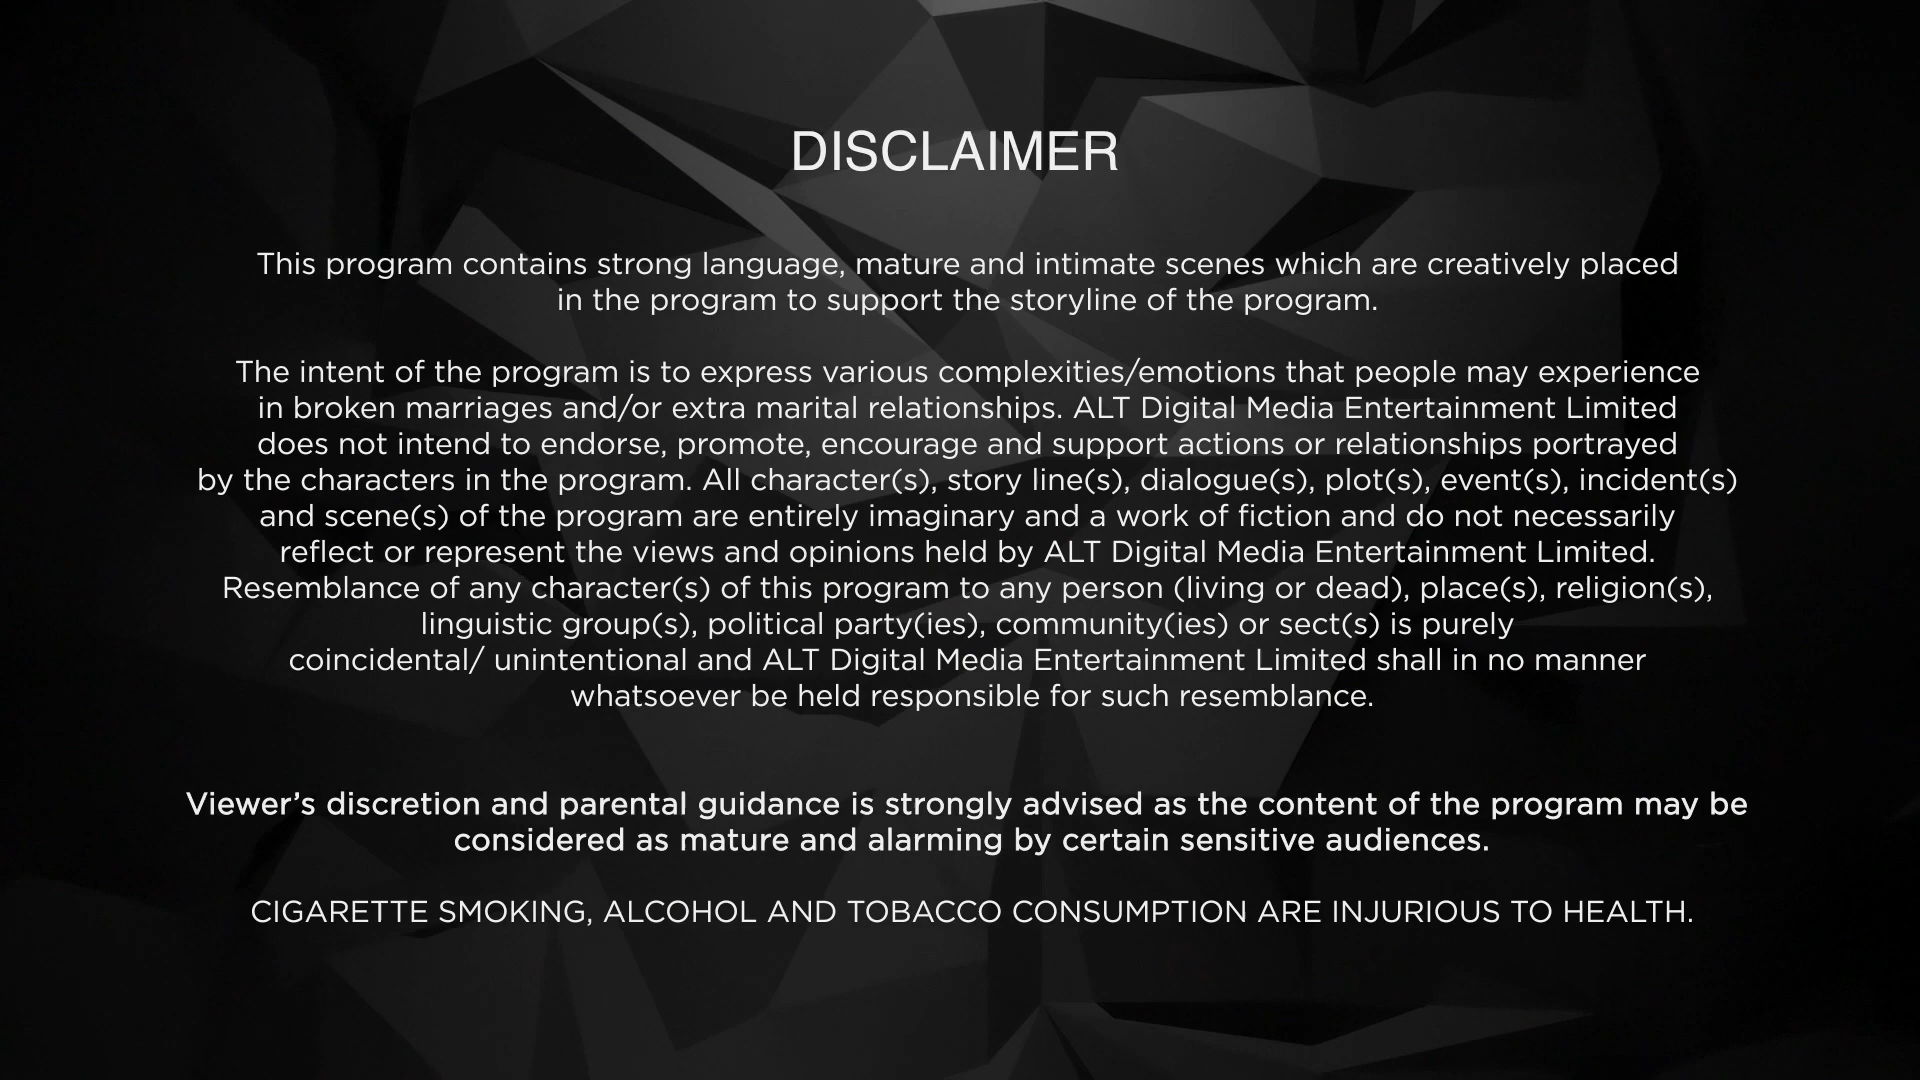 DISCLAIMER
This program contains strong language, mature and intimate scenes which are creatively placed
in the program to support the storyline of the program.
The intent of the program is to express various complexities/emotions that people may experience
in broken marriages and/or extra marital relationships. ALT Digital Media Entertainment Limited
does not intend to endorse, promote, encourage and support actions or relationships portrayed
by the characters in the program. All character(s), story line(s), dialogue(s), plot(s), event(s), incident(s)
and scene(s) of the program are entirely imaginary and a work of fiction and do not necessarily
reflect or represent the views and opinions held by ALT Digital Media Entertainment Limited.
Resemblance of any character(s) of this program to any person (living or dead), place(s), religion(s),
linguistic group(s), political party(ies), community(ies) or sect(s) is purely
coincidental/ unintentional and ALT Digital Media Entertainment Limited shall in no manner
whatsoever be held responsible for such resemblance.
Viewer’s discretion and parental guidance is strongly advised as the content of the program may be
considered as mature and alarming by certain sensitive audiences.
CIGARETTE SMOKING, ALCOHOL AND TOBACCO CONSUMPTION ARE INJURIOUS TO HEALTH.